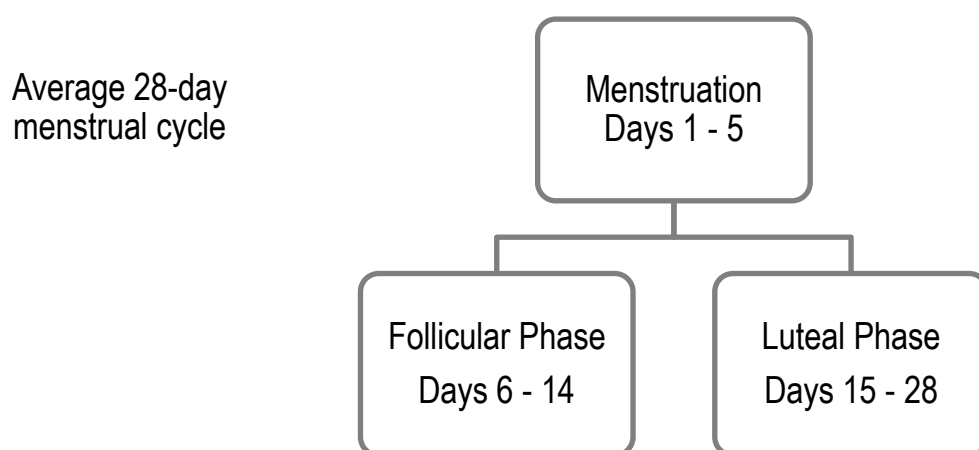 Average 28-day
menstrual cycle
Menstruation
Days 1 - 5
Follicular Phase
Days 6 - 14
Luteal Phase
Days 15 - 28